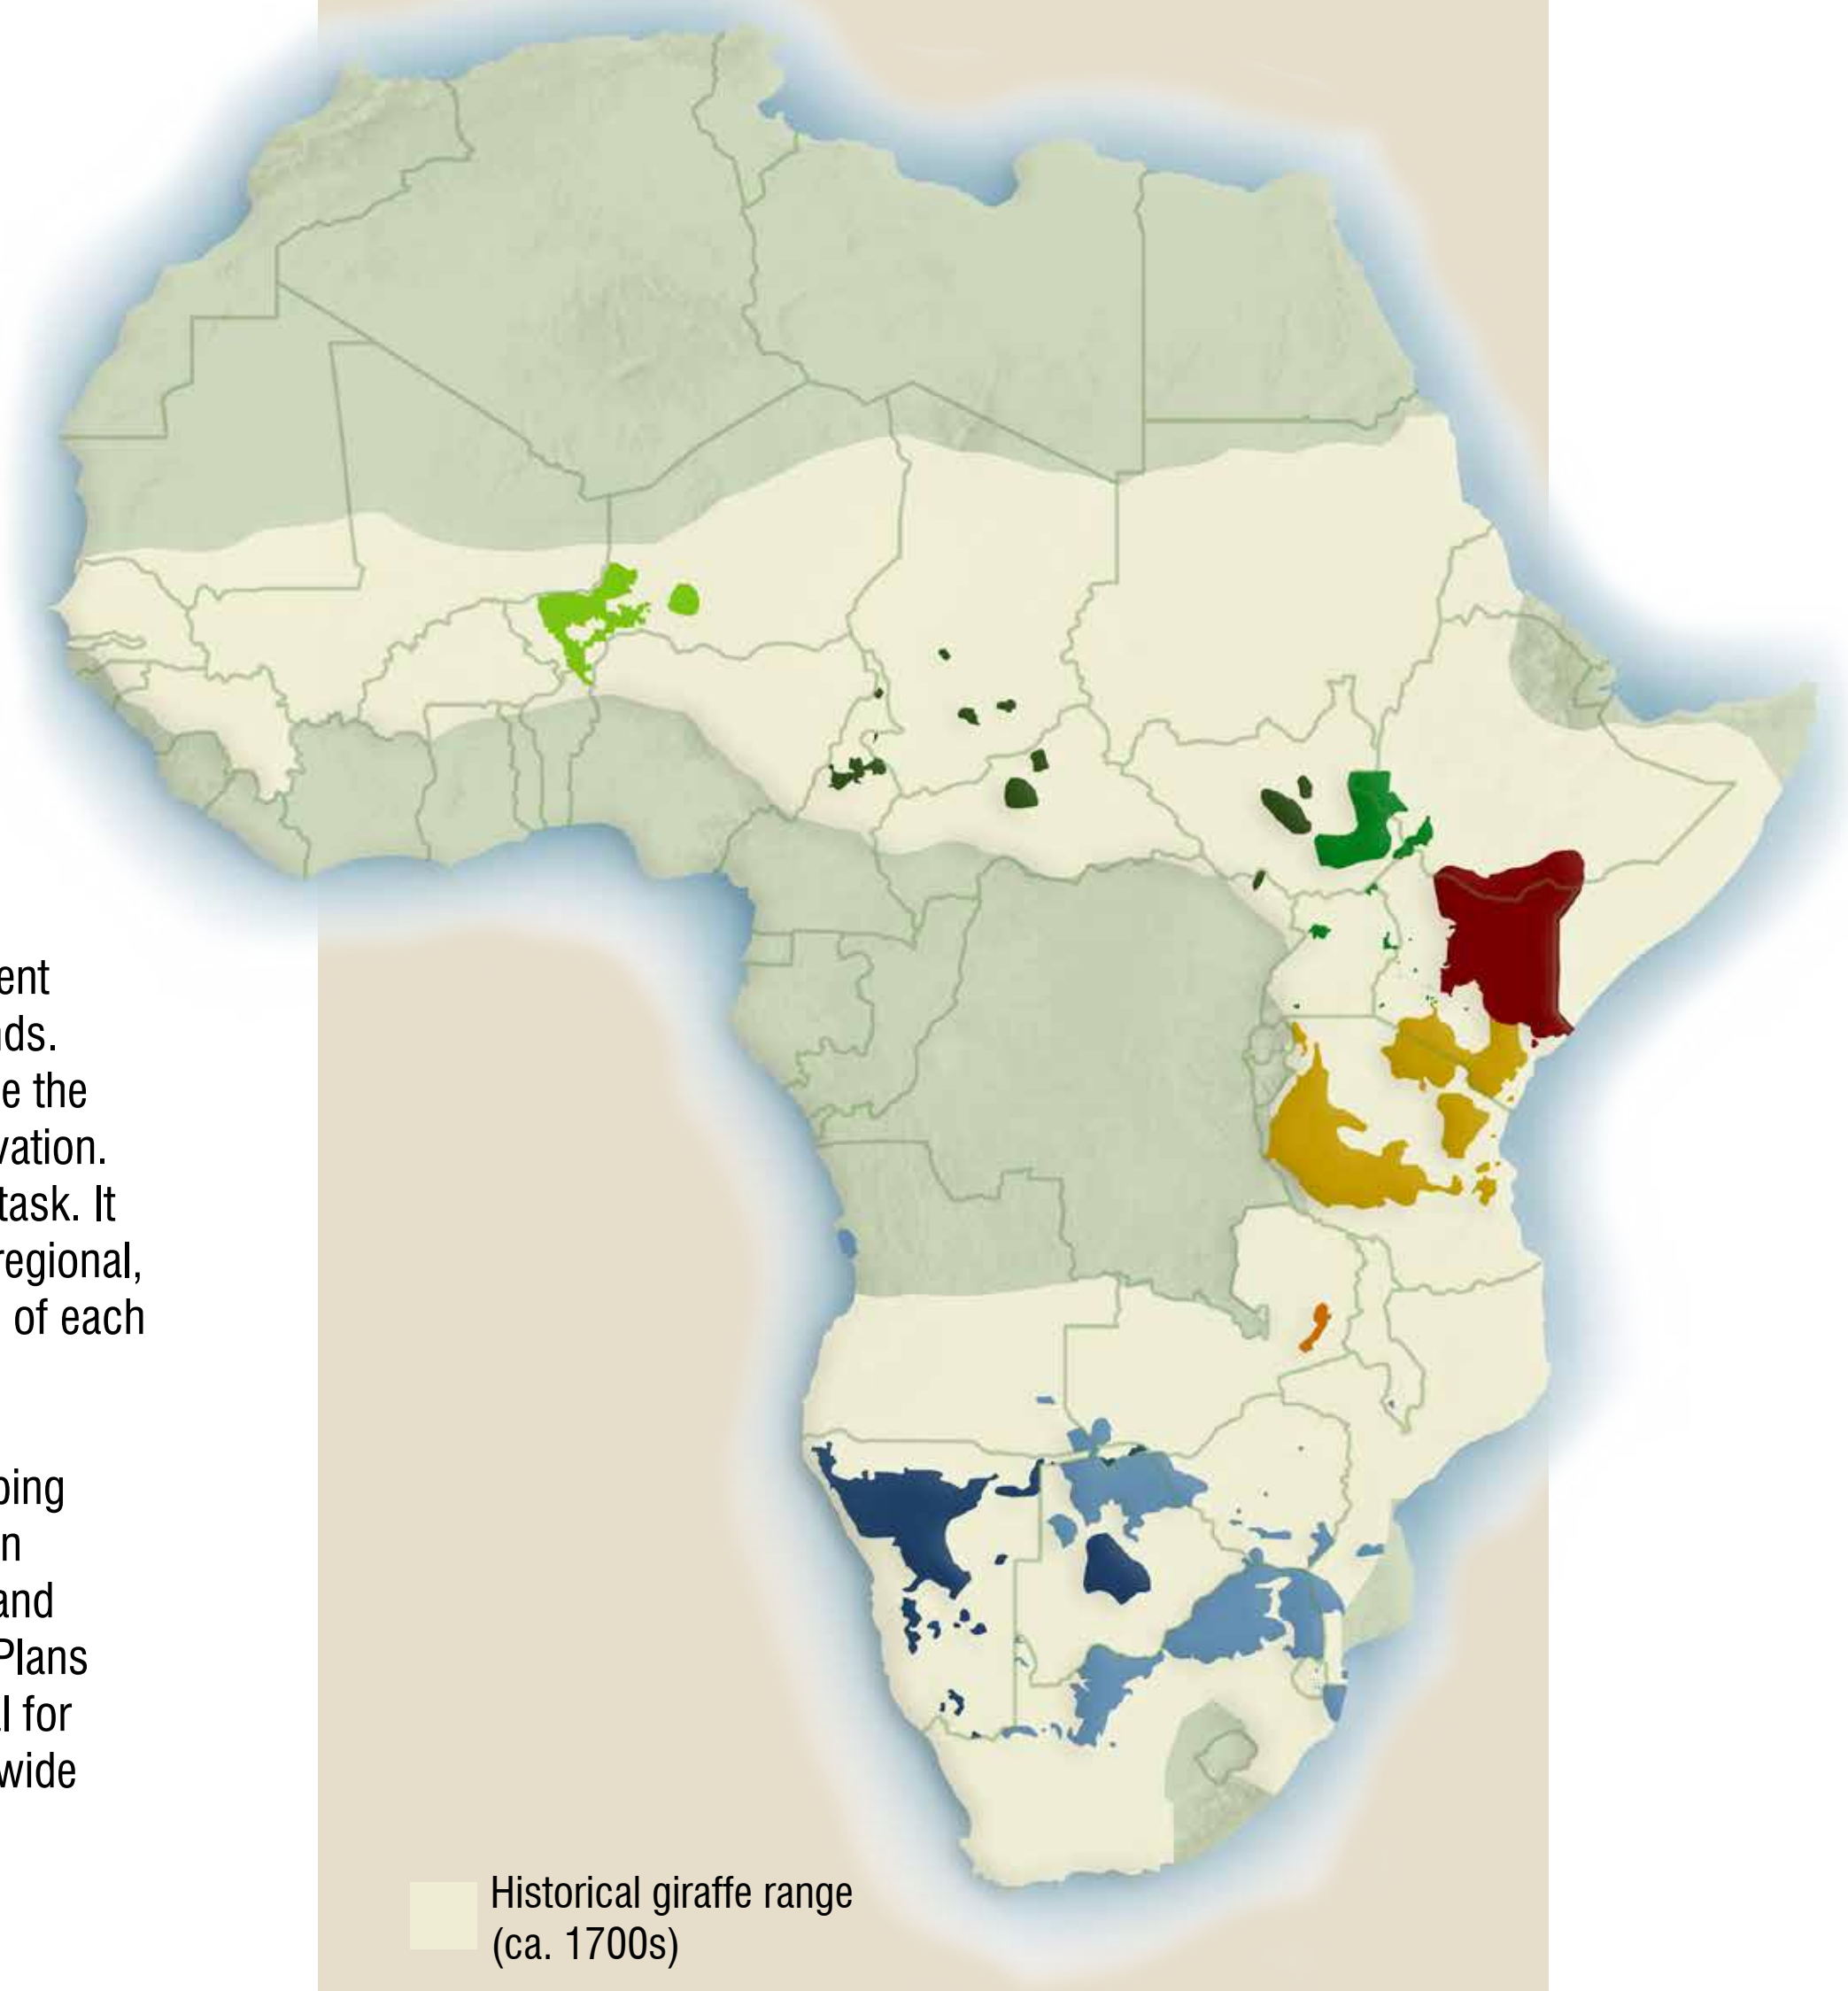 ent
nds.
e the
vation.
task. It
regional,
of each
ping
n
and
Plans
l for
wide
Historical giraffe range
(ca. 1700s)